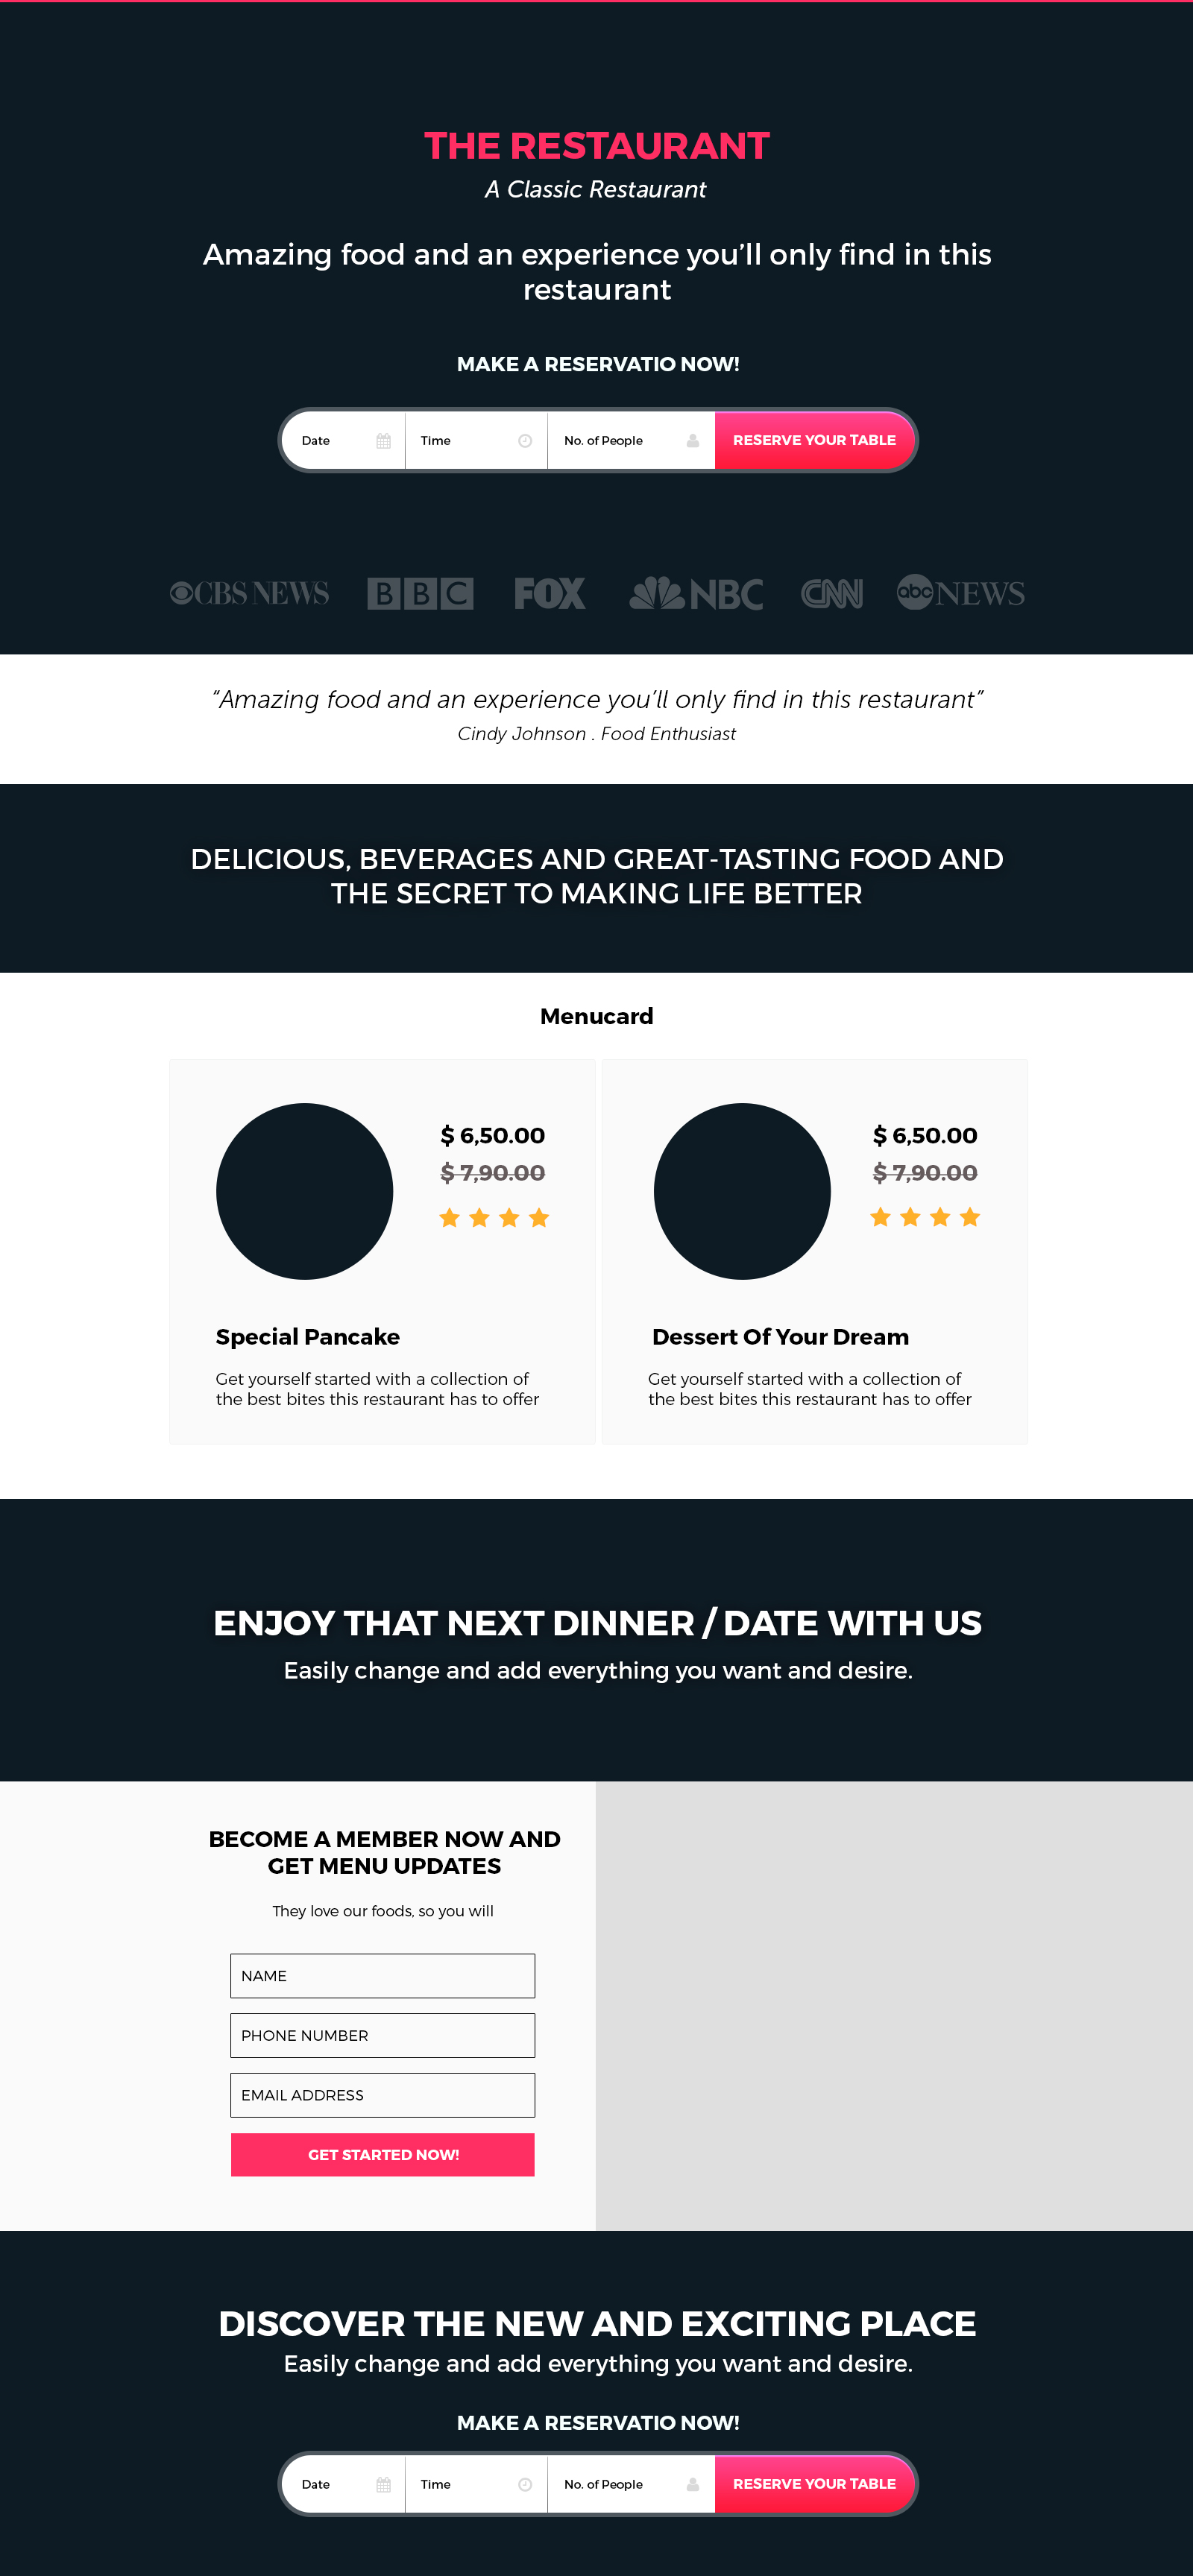 THE RESTAURANT
A Classic Restaurant
Amazing food and an experience you’ll only find in this
restaurant
MAKE A RESERVATIO NOW!
Date
Time
No. of People
RESERVE YOUR TABLE
CBS NEWS
BBC
FOX
NBC
CNN
abc NEWS
“Amazing food and an experience you’ll only find in this restaurant”
Cindy Johnson . Food Enthusiast
DELICIOUS, BEVERAGES AND GREAT-TASTING FOOD AND
THE SECRET TO MAKING LIFE BETTER
Menucard
$ 6,50.00
$ 7,90.00
Special Pancake
Get yourself started with a collection of
the best bites this restaurant has to offer
$ 6,50.00
$ 7,90.00
Dessert Of Your Dream
Get yourself started with a collection of
the best bites this restaurant has to offer
ENJOY THAT NEXT DINNER / DATE WITH US
Easily change and add everything you want and desire.
BECOME A MEMBER NOW AND
GET MENU UPDATES
They love our foods, so you will
NAME
PHONE NUMBER
EMAIL ADDRESS
GET STARTED NOW!
DISCOVER THE NEW AND EXCITING PLACE
Easily change and add everything you want and desire.
MAKE A RESERVATIO NOW!
Date
Time
No. of People
RESERVE YOUR TABLE